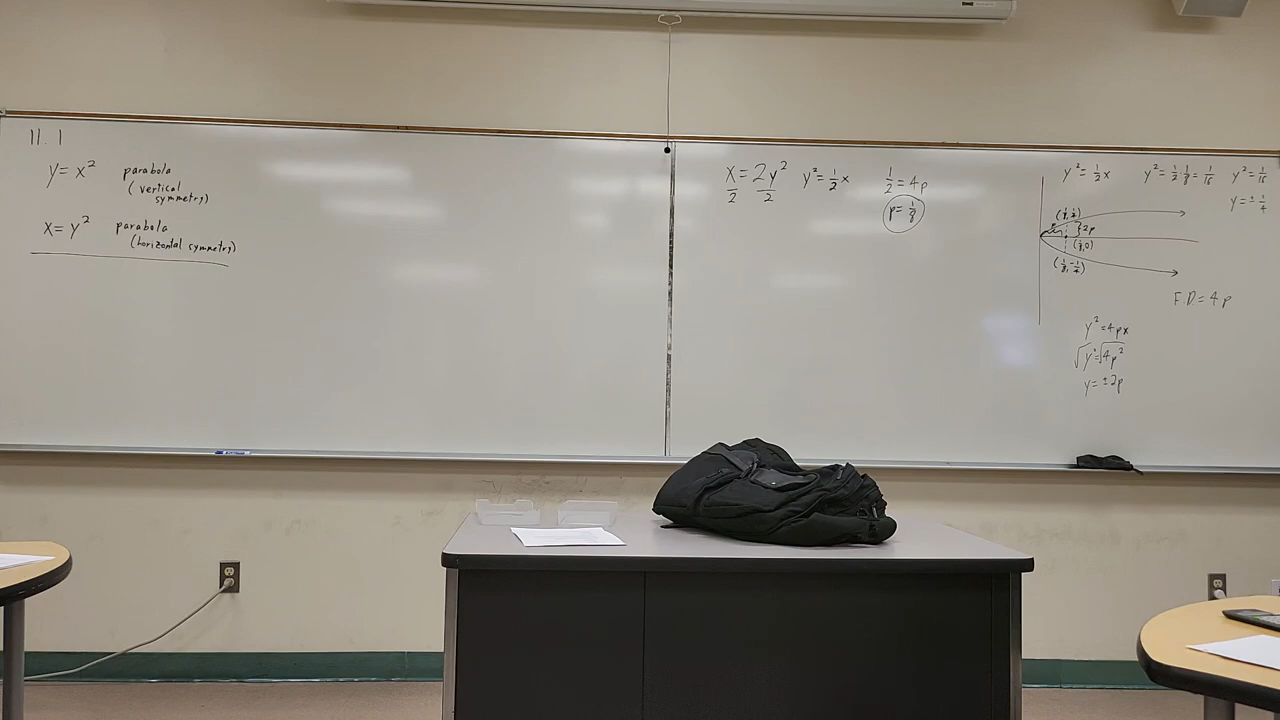 11.1
y = x² parabola
(vertical
symmetry)
x = y² parabola
(horizontal symmetry)
x/2 = 2y²/2 y² = ½x ½ = 4p
p = ⅛
y² = ½x y² = ½ ⅛ = 1/16 y² = 1/16
y = ± ¼
(⅛, ¼)
2p
(⅛, 0)
(⅛, -¼)
F.D. = 4p
y² = 4px
√y² = √4p²
y = ±2p